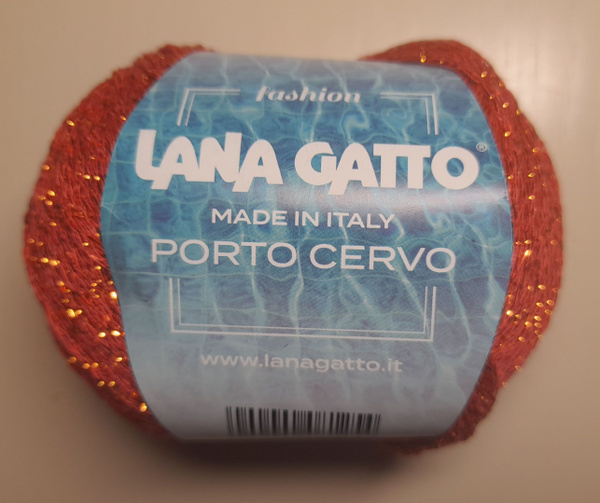 fashion
LANA GATTO®
MADE IN ITALY
PORTO CERVO
www.lanagatto.it